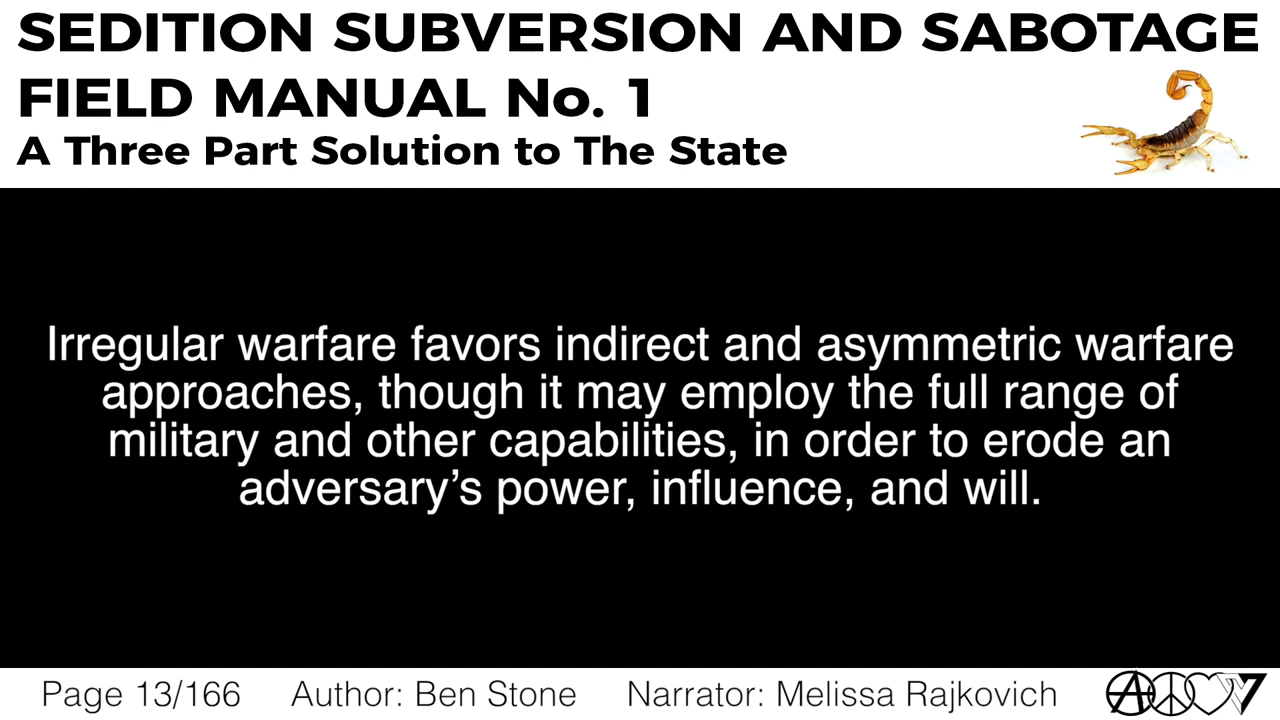 SEDITION SUBVERSION AND SABOTAGE
FIELD MANUAL No. 1
A Three Part Solution to The State
Irregular warfare favors indirect and asymmetric warfare
approaches, though it may employ the full range of
military and other capabilities, in order to erode an
adversary’s power, influence, and will.
Page 13/166 Author: Ben Stone Narrator: Melissa Rajkovich